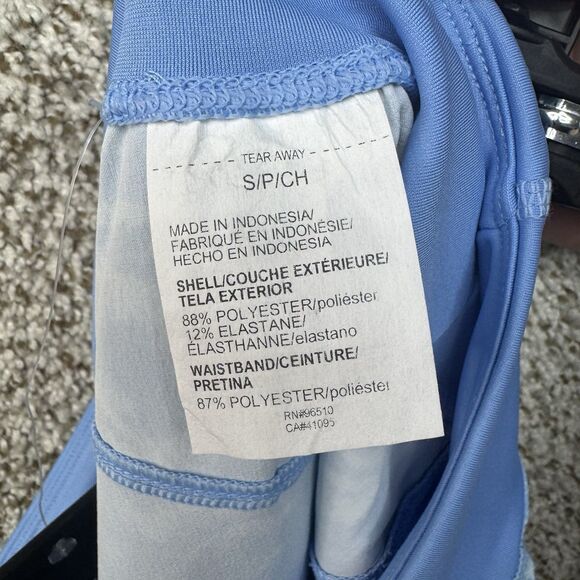 TEAR AWAY
S/P/CH
MADE IN INDONESIA/
FABRIQUÉ EN INDONÉSIE/
HECHO EN INDONESIA
SHELL/COUCHE EXTÉRIEURE/
TELA EXTERIOR
88% POLYESTER/poliéster
12% ELASTANE/
ÉLASTHANNE/elastano
WAISTBAND/CEINTURE/
PRETINA
87% POLYESTER/poliéster
RN#96510
CA#41095